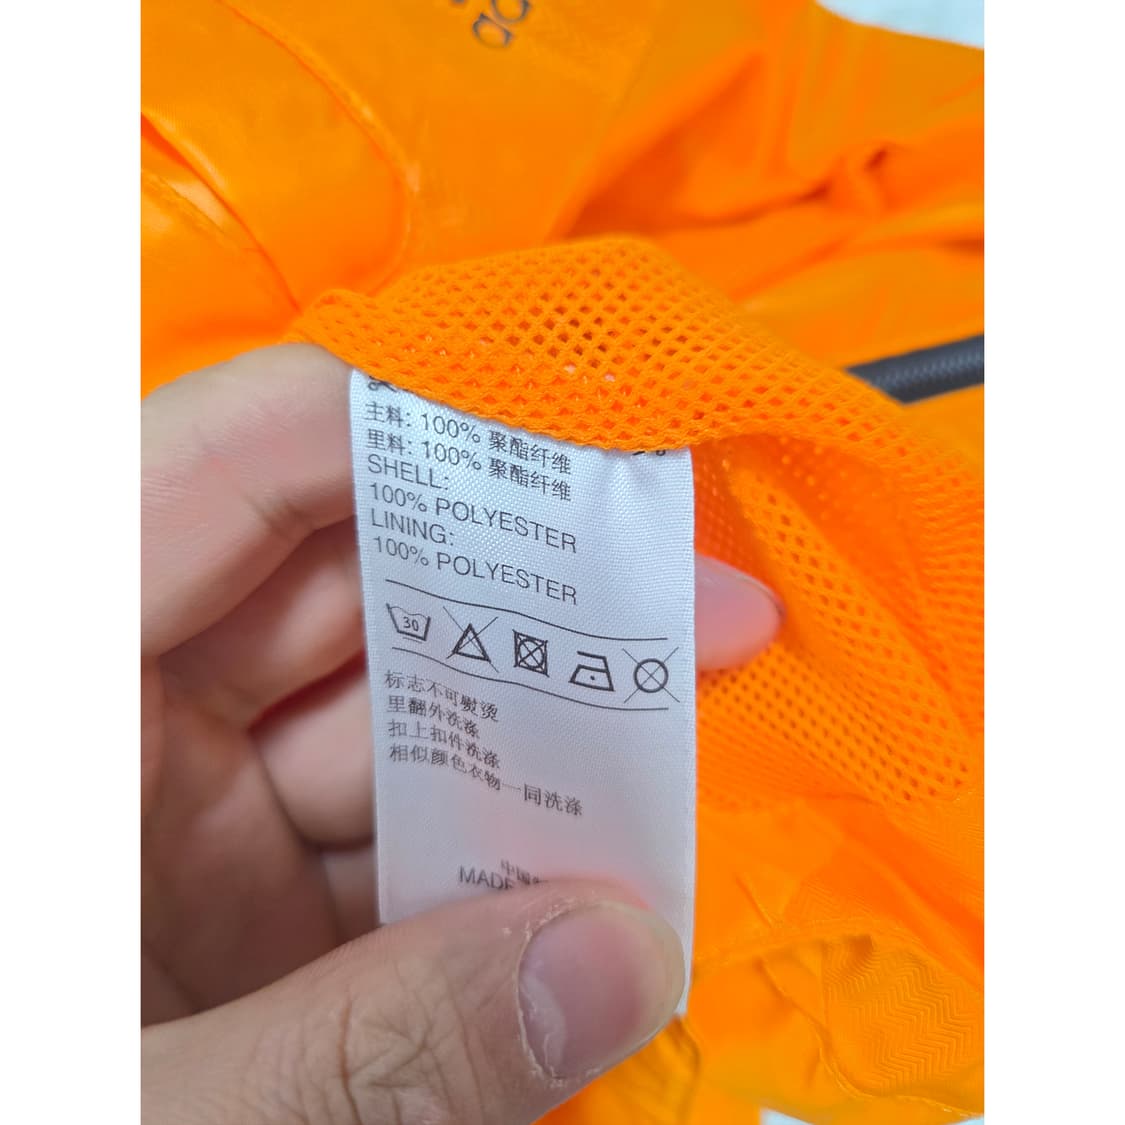 主料: 100% 聚酯纤维
里料: 100% 聚酯纤维
SHELL:
100% POLYESTER
LINING:
100% POLYESTER
30
标志不可熨烫
里翻外洗涤
扣上扣件洗涤
相似颜色衣物一同洗涤
中国
MADE